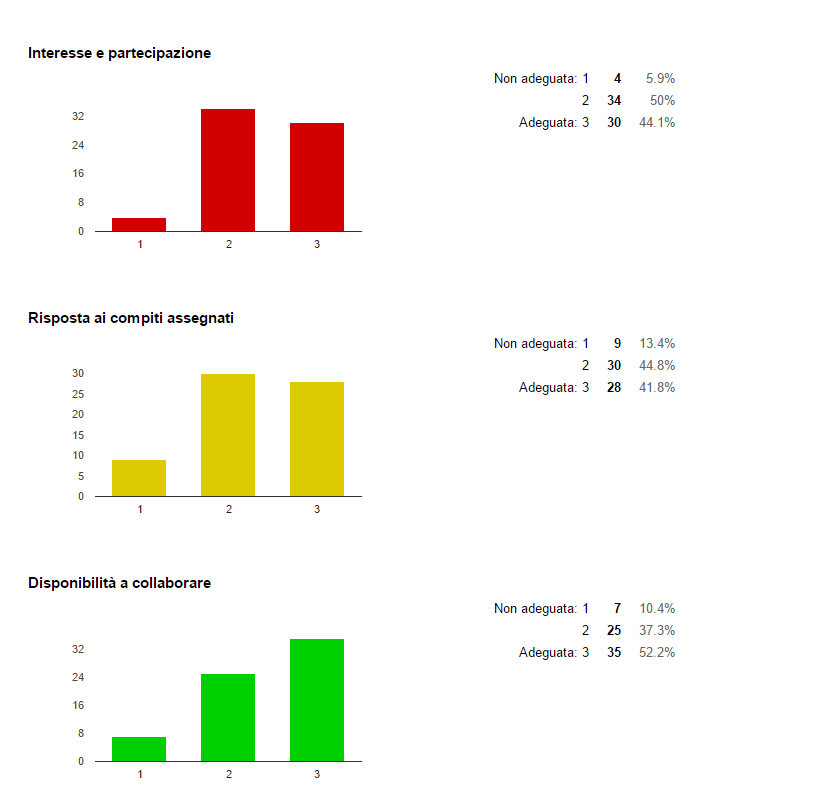 Interesse e partecipazione
Non adeguata: 1 4 5.9%
2 34 50%
Adeguata: 3 30 44.1%
32
24
16
8
0
1 2 3
Risposta ai compiti assegnati
Non adeguata: 1 9 13.4%
2 30 44.8%
Adeguata: 3 28 41.8%
30
25
20
15
10
5
0
1 2 3
Disponibilità a collaborare
Non adeguata: 1 7 10.4%
2 25 37.3%
Adeguata: 3 35 52.2%
32
24
16
8
0
1 2 3